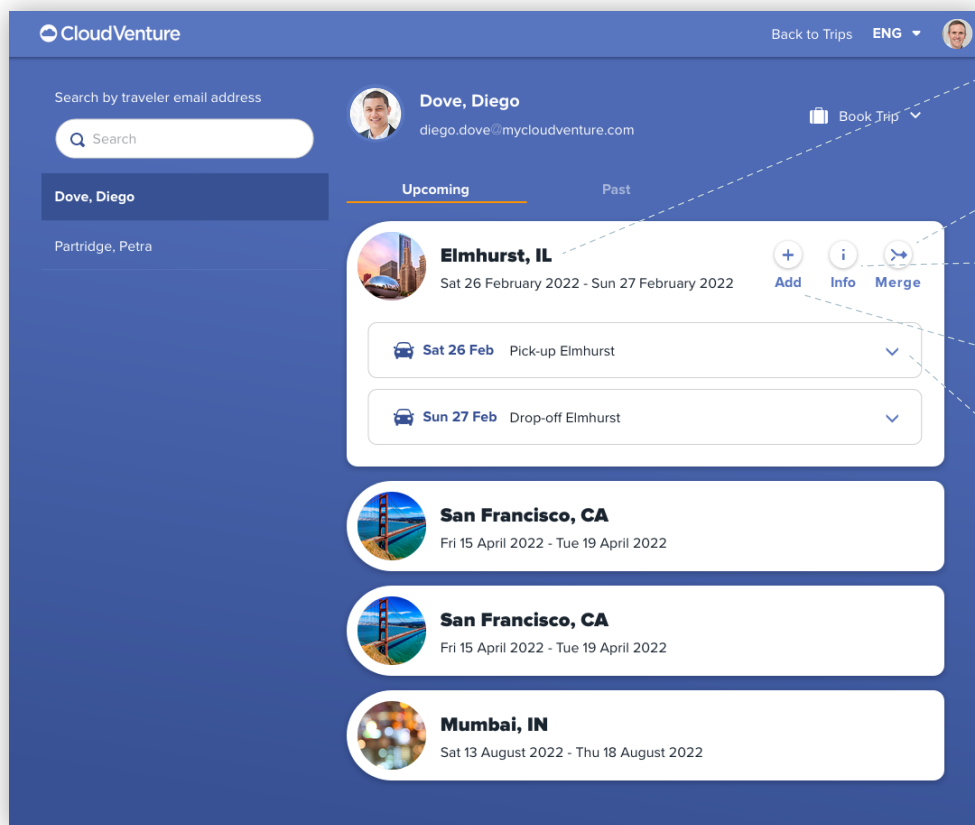 CloudVenture
Back to Trips ENG
Search by traveler email address
Search
Dove, Diego
Partridge, Petra
Dove, Diego
diego.dove@mycloudventure.com
Book Trip
Upcoming Past
Elmhurst, IL
Sat 26 February 2022 - Sun 27 February 2022
Add Info Merge
Sat 26 Feb Pick-up Elmhurst
Sun 27 Feb Drop-off Elmhurst
San Francisco, CA
Fri 15 April 2022 - Tue 19 April 2022
San Francisco, CA
Fri 15 April 2022 - Tue 19 April 2022
Mumbai, IN
Sat 13 August 2022 - Thu 18 August 2022